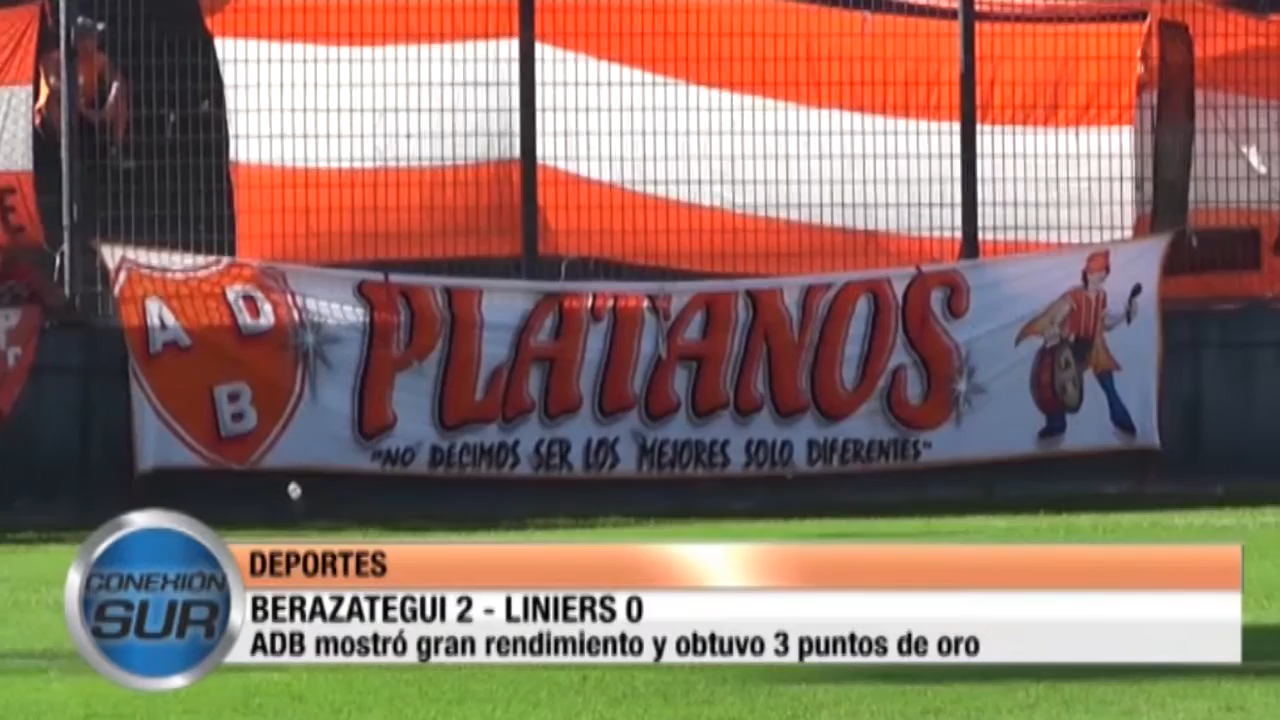 E
P
A D
B
PLATANOS
"NO DECIMOS SER LOS MEJORES SOLO DIFERENTES"
CONEXIÓN
SUR
DEPORTES
BERAZATEGUI 2 - LINIERS 0
ADB mostró gran rendimiento y obtuvo 3 puntos de oro